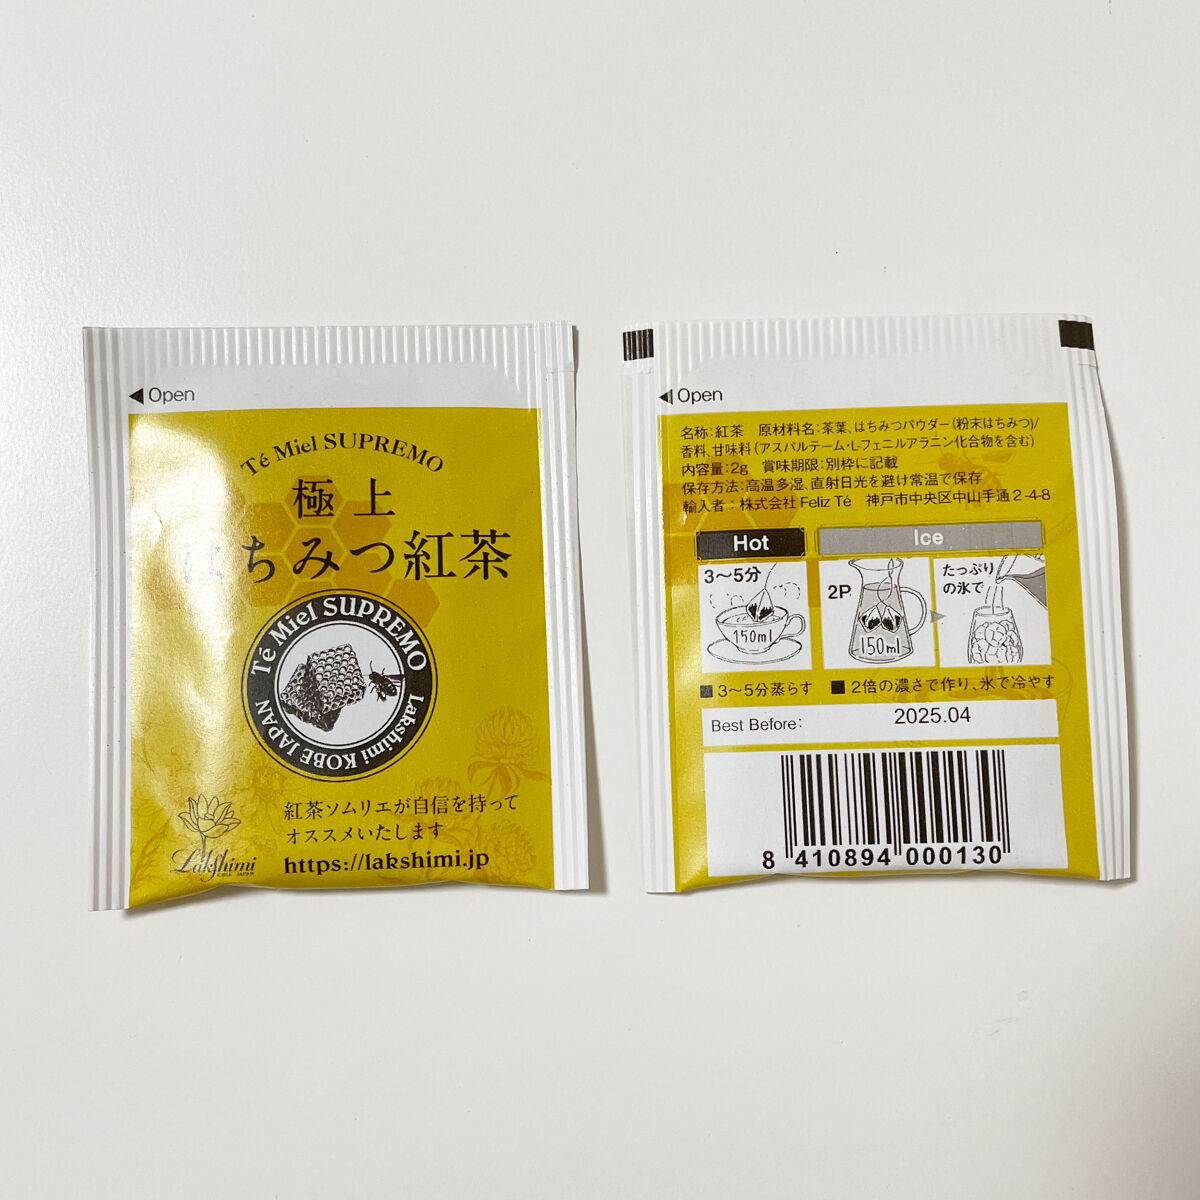 ◀Open
Té Miel SUPREMO
極上
はちみつ紅茶
Té Miel SUPREMO
Lakshimi KOBE JAPAN
紅茶ソムリエが自信を持って
オススメいたします
Lakshimi
KOBE JAPAN
https://lakshimi.jp
◀Open
名称:紅茶 原材料名:茶葉、はちみつパウダー(粉末はちみつ)/
香料、甘味料(アスパルテーム・L-フェニルアラニン化合物を含む)
内容量:2g 賞味期限:別枠に記載
保存方法:高温多湿、直射日光を避け常温で保存
輸入者:株式会社 Feliz Té 神戸市中央区中山手通2-4-8
Hot
Ice
3〜5分
150ml
2P
150ml
たっぷり
の氷で
■3〜5分蒸らす
■2倍の濃さで作り、氷で冷やす
Best Before: 2025.04
8 410894 000130